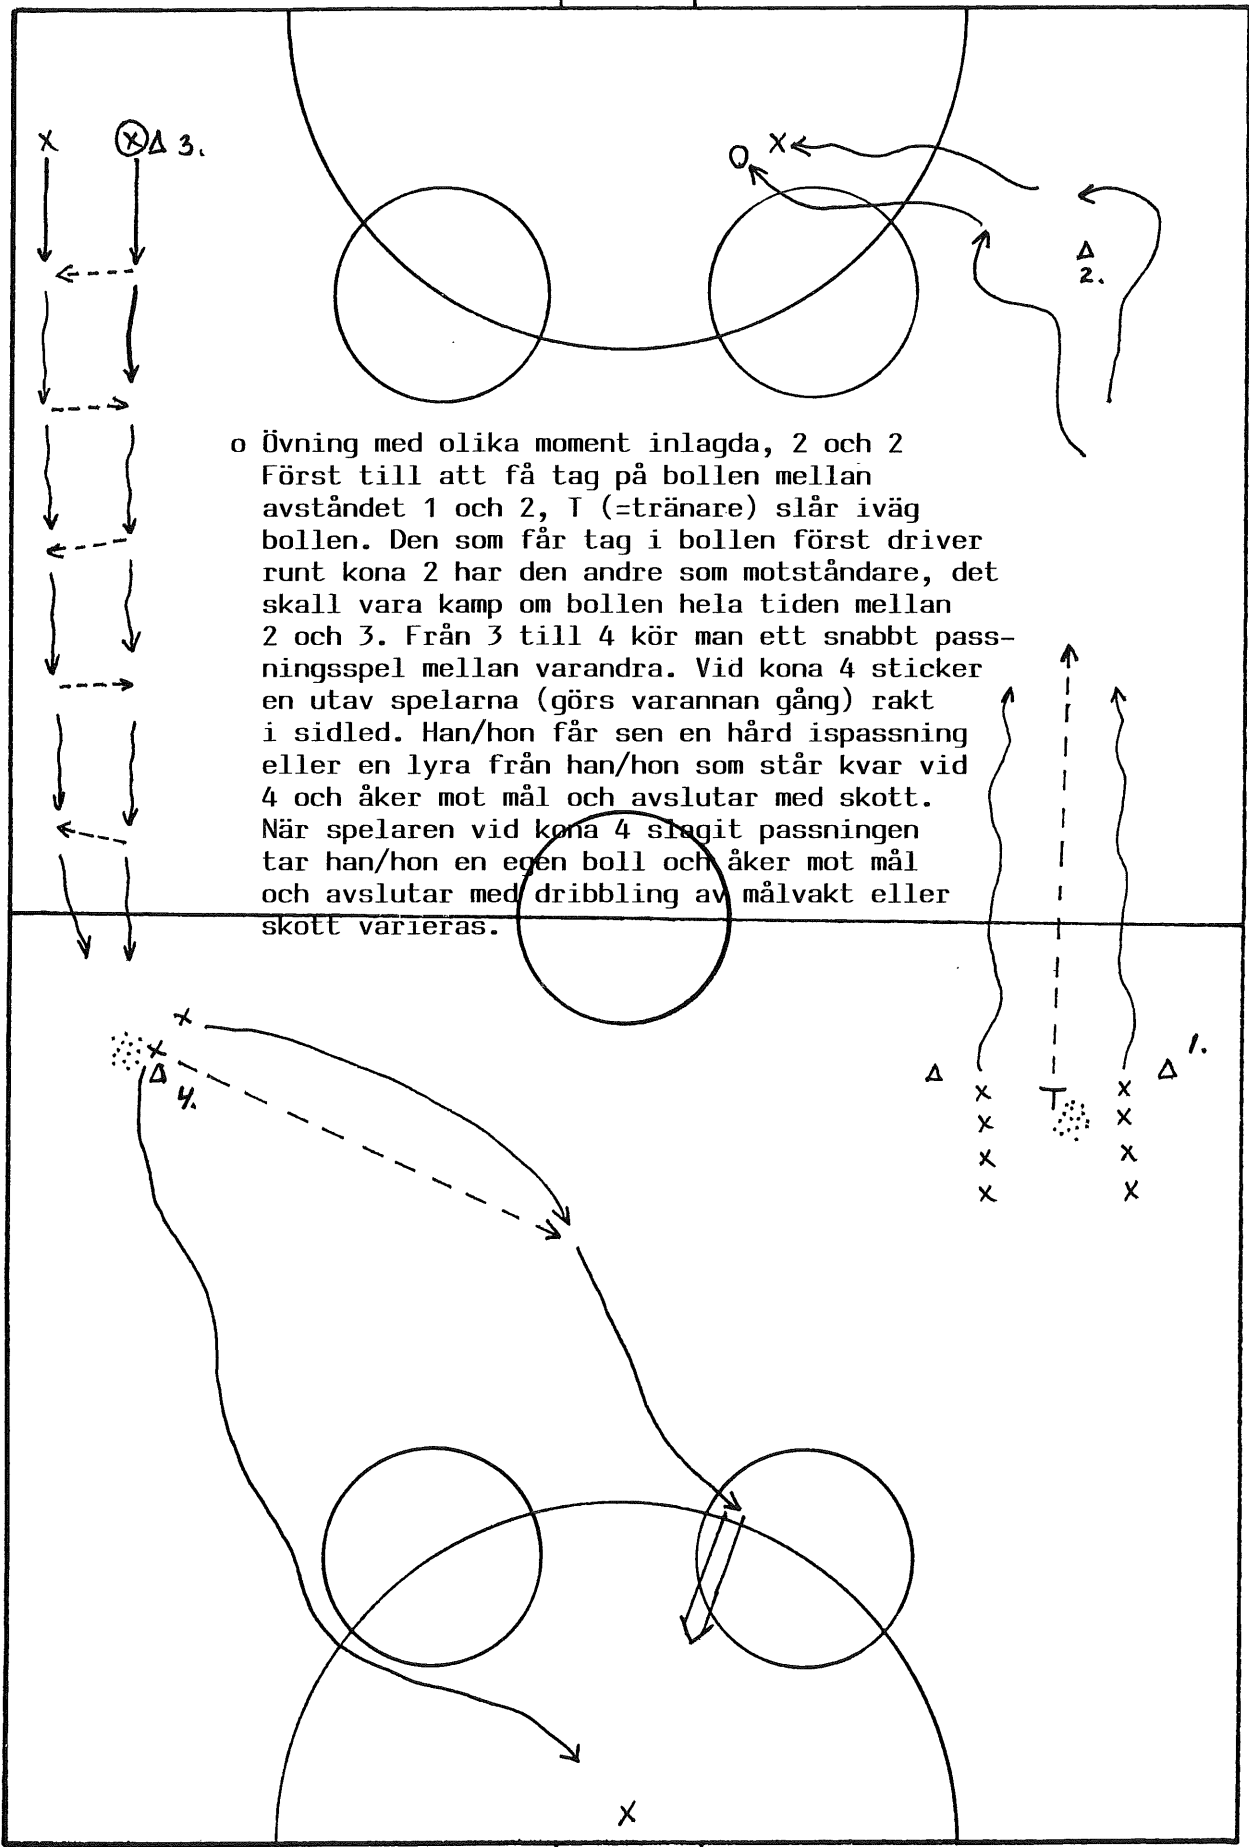 X X Δ 3.
O X
Δ
2.
o Övning med olika moment inlagda, 2 och 2
Först till att få tag på bollen mellan
avståndet 1 och 2, T (=tränare) slår iväg
bollen. Den som får tag i bollen först driver
runt kona 2 har den andre som motståndare, det
skall vara kamp om bollen hela tiden mellan
2 och 3. Från 3 till 4 kör man ett snabbt pass-
ningsspel mellan varandra. Vid kona 4 sticker
en utav spelarna (görs varannan gång) rakt
i sidled. Han/hon får sen en hård ispassning
eller en lyra från han/hon som står kvar vid
4 och åker mot mål och avslutar med skott.
När spelaren vid kona 4 slagit passningen
tar han/hon en egen boll och åker mot mål
och avslutar med dribbling av målvakt eller
skott varieras.
X
X
Δ
4.
Δ X T X Δ 1.
X X
X X
X X
X